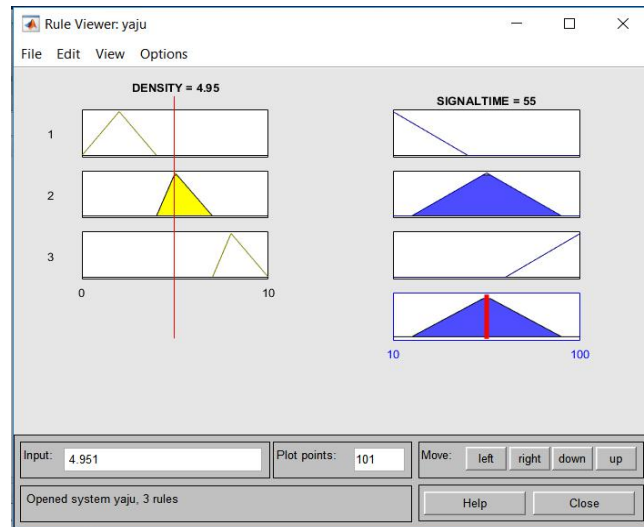 Rule Viewer: yaju
File Edit View Options
DENSITY = 4.95
SIGNALTIME = 55
1
2
3
0 10
10 100
Input: 4.951 Plot points: 101 Move: left right down up
Opened system yaju, 3 rules
Help Close